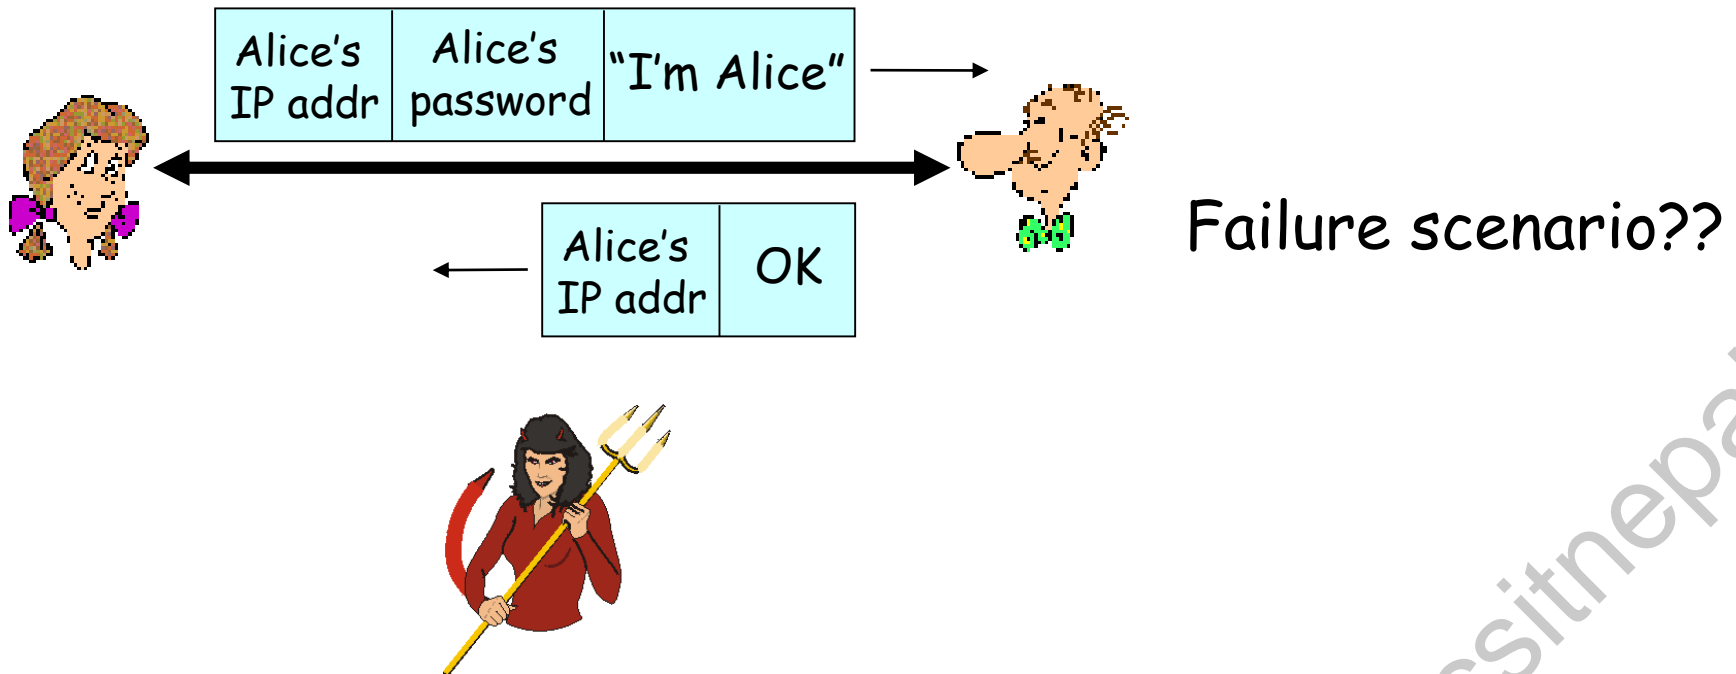 Alice's
IP addr
Alice's
password
“I'm Alice”
Alice's
IP addr
OK
Failure scenario??